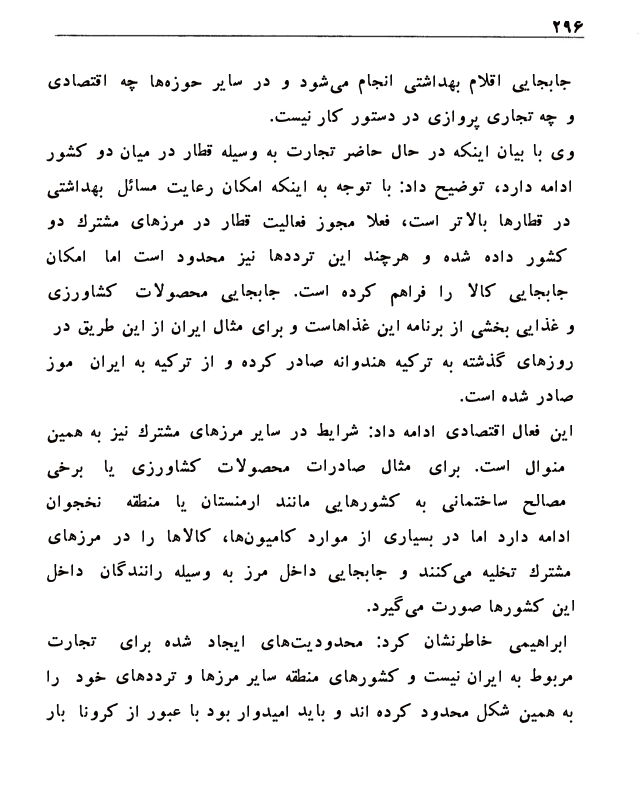 ۲۹۶
جابجایی اقلام بهداشتی انجام می‌شود و در سایر حوزه‌ها چه اقتصادی
و چه تجاری پروازی در دستور کار نیست.
وی با بیان اینکه در حال حاضر تجارت به وسیله قطار در میان دو کشور
ادامه دارد، توضیح داد: با توجه به اینکه امکان رعایت مسائل بهداشتی
در قطارها بالاتر است، فعلا مجوز فعالیت قطار در مرزهای مشترك دو
کشور داده شده و هرچند این ترددها نیز محدود است اما امکان
جابجایی کالا را فراهم کرده است. جابجایی محصولات کشاورزی
و غذایی بخشی از برنامه این غذاهاست و برای مثال ایران از این طریق در
روزهای گذشته به ترکیه هندوانه صادر کرده و از ترکیه به ایران موز
صادر شده است.
این فعال اقتصادی ادامه داد: شرایط در سایر مرزهای مشترك نیز به همین
منوال است. برای مثال صادرات محصولات کشاورزی یا برخی
مصالح ساختمانی به کشورهایی مانند ارمنستان یا منطقه نخجوان
ادامه دارد اما در بسیاری از موارد کامیون‌ها، کالاها را در مرزهای
مشترك تخلیه می‌کنند و جابجایی داخل مرز به وسیله رانندگان داخل
این کشورها صورت می‌گیرد.
ابراهیمی خاطرنشان کرد: محدودیت‌های ایجاد شده برای تجارت
مربوط به ایران نیست و کشورهای منطقه سایر مرزها و ترددهای خود را
به همین شکل محدود کرده اند و باید امیدوار بود با عبور از کرونا بار